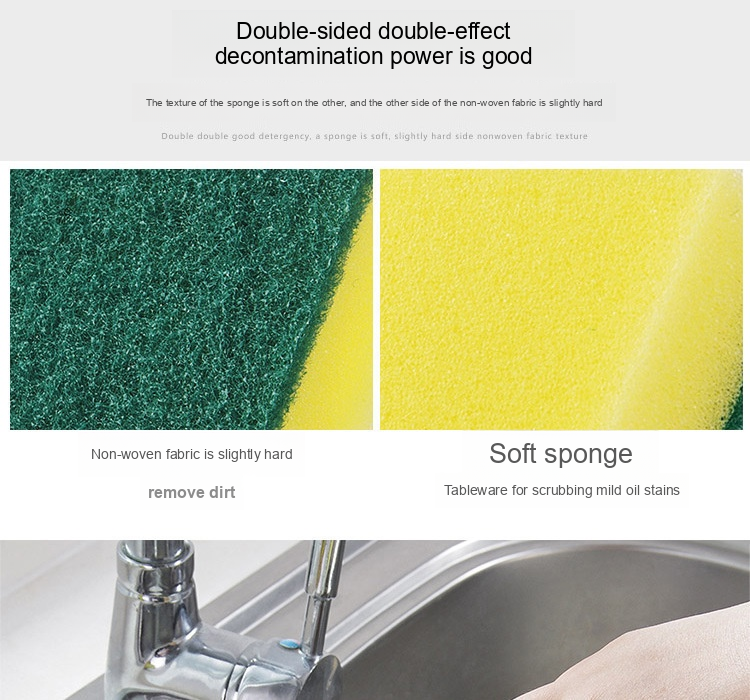 Double-sided double-effect
decontamination power is good
The texture of the sponge is soft on the other, and the other side of the non-woven fabric is slightly hard
Double double good detergency, a sponge is soft, slightly hard side nonwoven fabric texture
Non-woven fabric is slightly hard
remove dirt
Soft sponge
Tableware for scrubbing mild oil stains